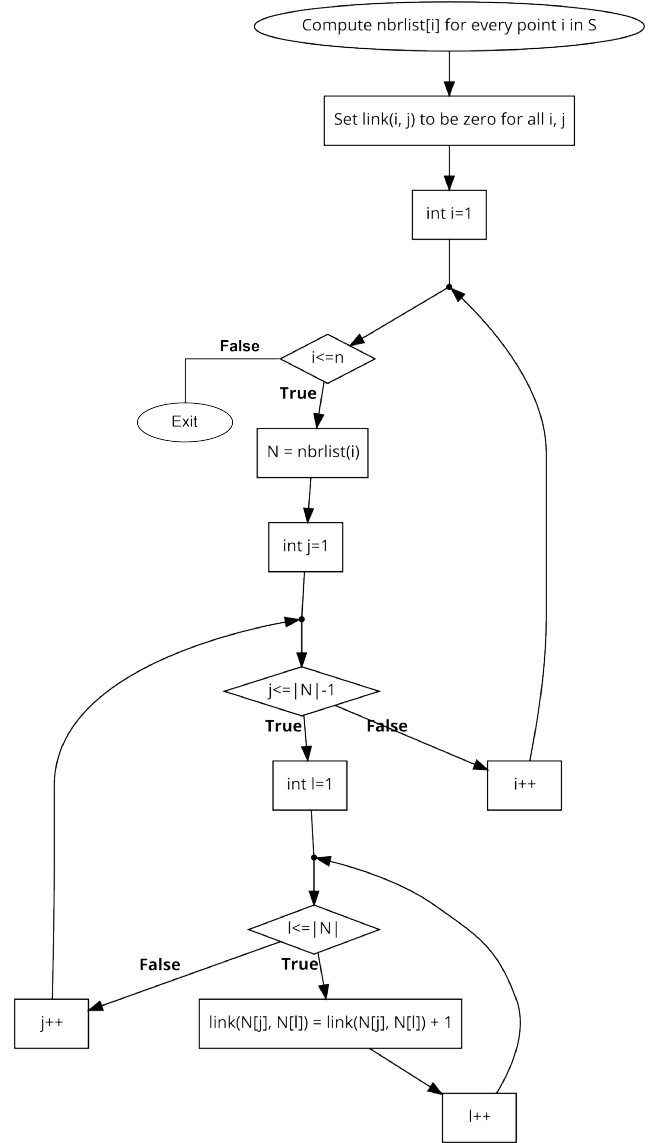 Compute nbrlist[i] for every point i in S
Set link(i, j) to be zero for all i, j
int i=1
False
i<=n
True
Exit
N = nbrlist(i)
int j=1
j<=|N|-1
True
False
int l=1
i++
l<=|N|
False
True
j++
link(N[j], N[l]) = link(N[j], N[l]) + 1
l++